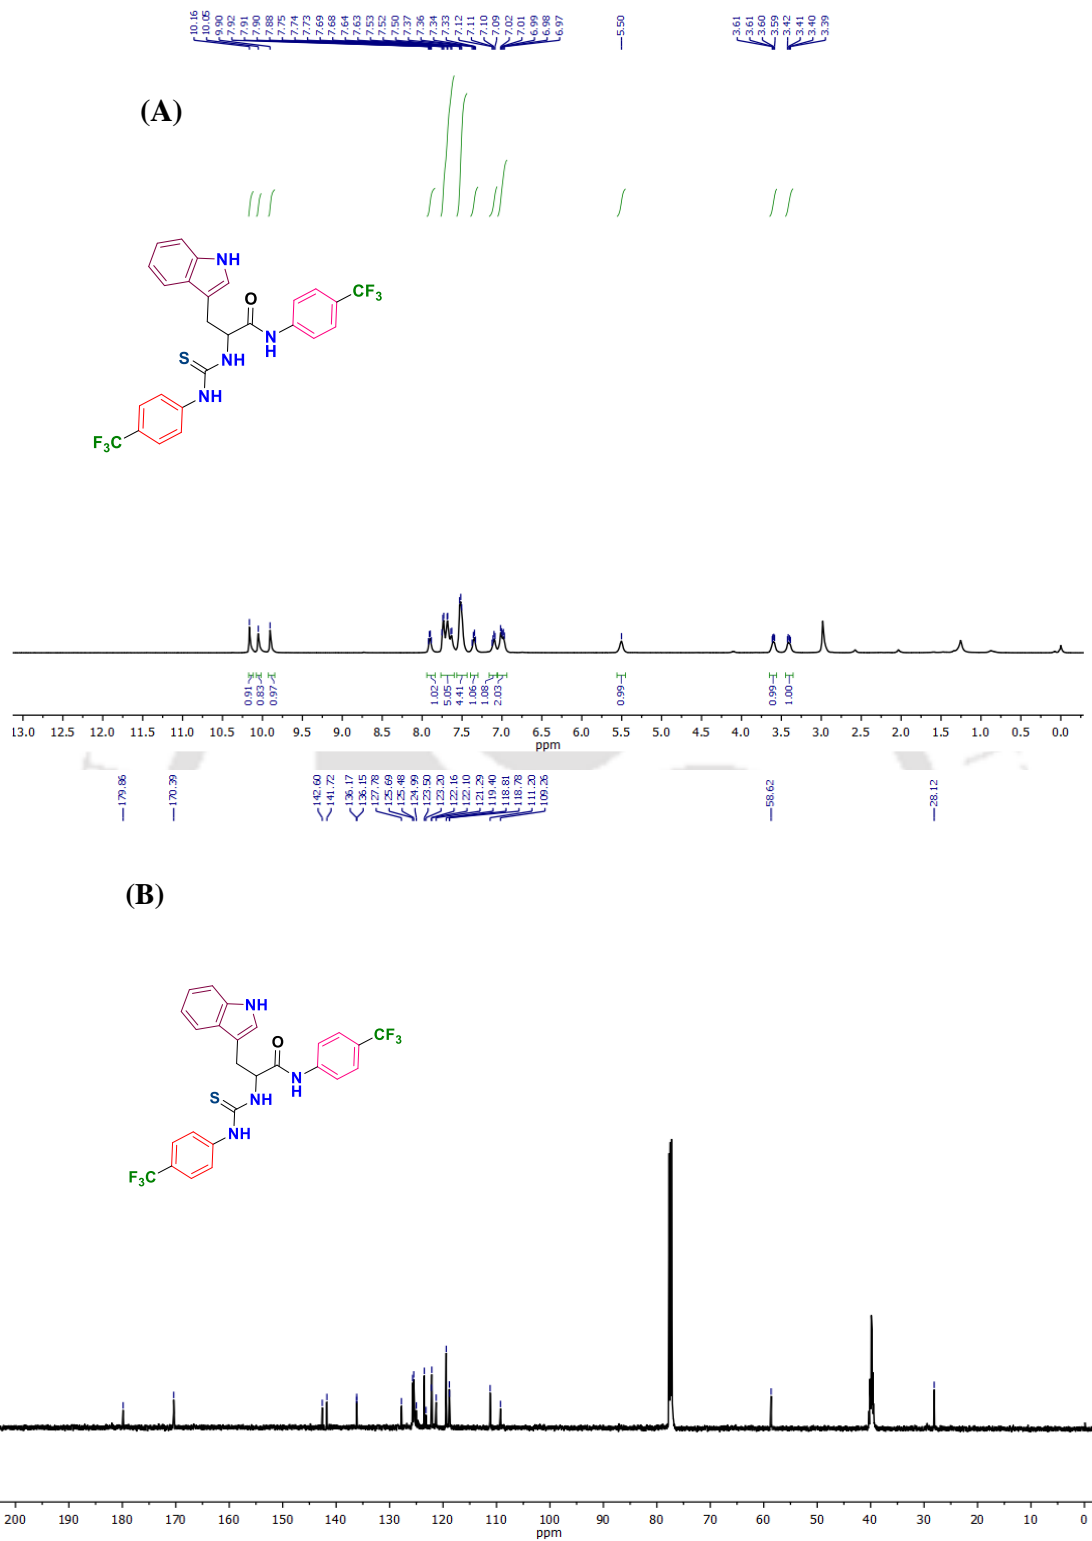 10.16 10.05 9.90 7.92 7.91 7.90 7.88 7.75 7.74 7.73 7.69 7.68 7.64 7.63 7.53 7.52 7.50 7.37 7.36 7.34 7.33 7.12 7.11 7.10 7.09 7.02 7.01 6.99 6.98 6.97 5.50 3.61 3.61 3.60 3.59 3.42 3.41 3.40 3.39
(A)
NH
O
CF3
N
H
S
NH
NH
F3C
0.91 0.83 0.97 1.02 5.05 4.41 1.06 1.08 2.03 0.99 0.99 1.00
13.0 12.5 12.0 11.5 11.0 10.5 10.0 9.5 9.0 8.5 8.0 7.5 7.0 6.5 6.0 5.5 5.0 4.5 4.0 3.5 3.0 2.5 2.0 1.5 1.0 0.5 0.0
ppm
179.86 170.39 142.60 141.72 136.17 136.15 127.78 125.69 125.48 124.99 123.50 123.20 122.16 122.10 121.29 119.40 118.81 118.78 111.20 109.26 58.62 28.12
(B)
NH
O
CF3
N
H
S
NH
NH
F3C
200 190 180 170 160 150 140 130 120 110 100 90 80 70 60 50 40 30 20 10 0
ppm